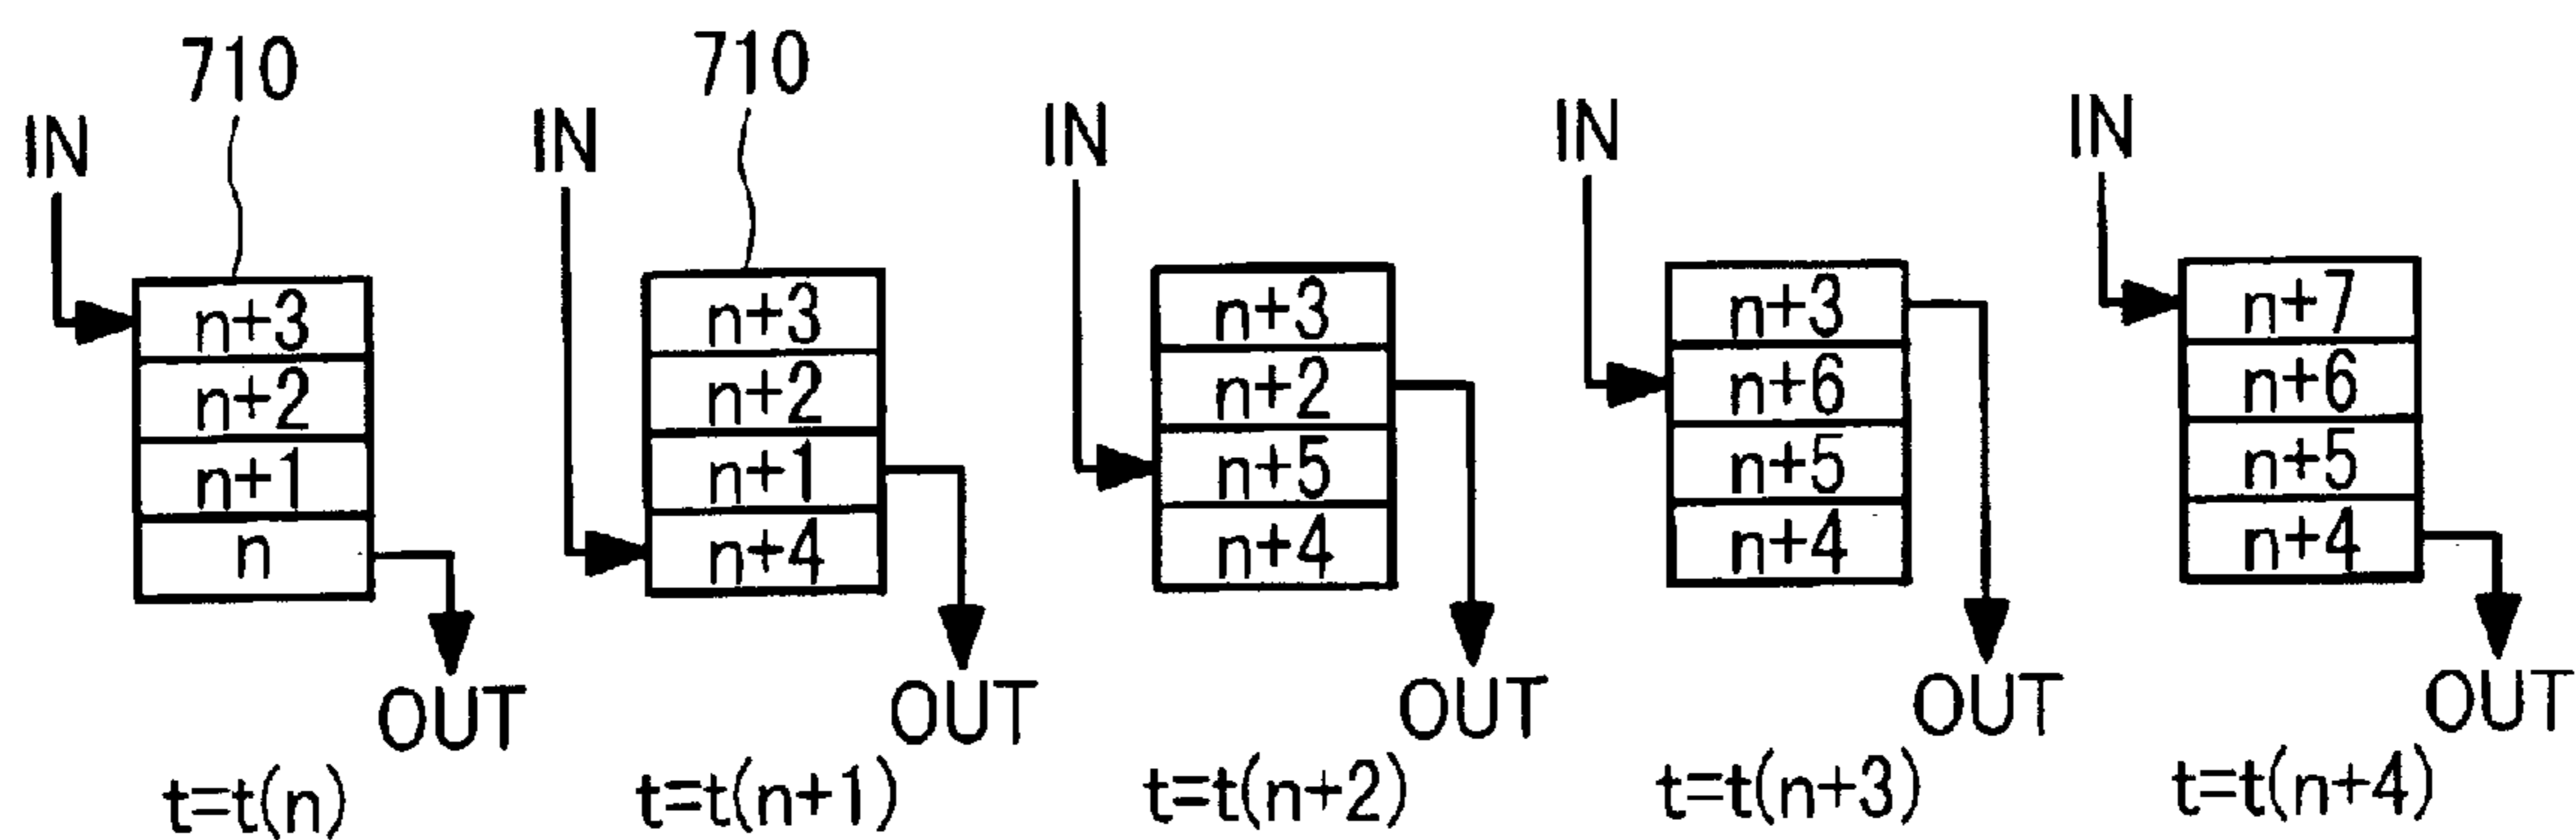 710
IN
n+3
n+2
n+1
n
OUT
t=t(n)
710
IN
n+3
n+2
n+1
n+4
OUT
t=t(n+1)
IN
n+3
n+2
n+5
n+4
OUT
t=t(n+2)
IN
n+3
n+6
n+5
n+4
OUT
t=t(n+3)
IN
n+7
n+6
n+5
n+4
OUT
t=t(n+4)